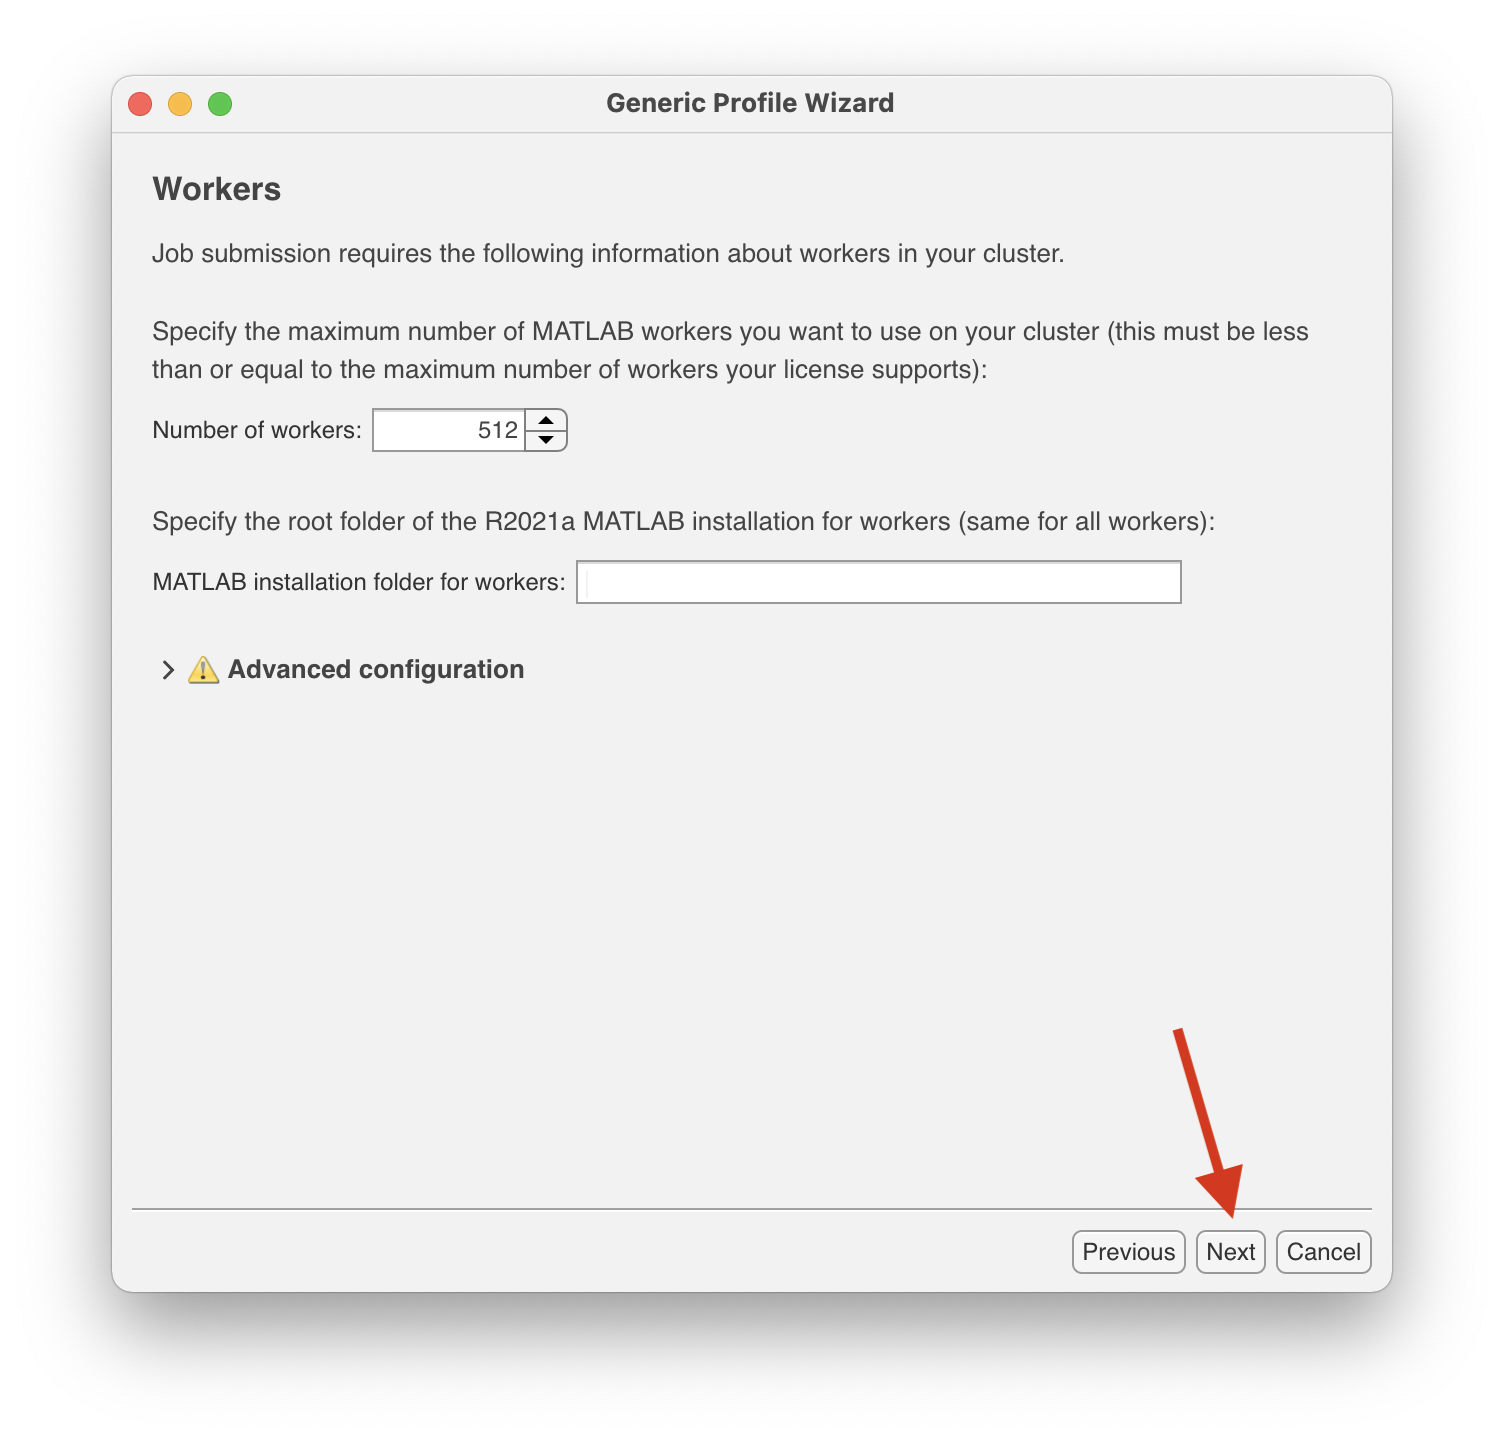 Generic Profile Wizard
Workers
Job submission requires the following information about workers in your cluster.
Specify the maximum number of MATLAB workers you want to use on your cluster (this must be less
than or equal to the maximum number of workers your license supports):
Number of workers: 512
Specify the root folder of the R2021a MATLAB installation for workers (same for all workers):
MATLAB installation folder for workers:
Advanced configuration
Previous Next Cancel